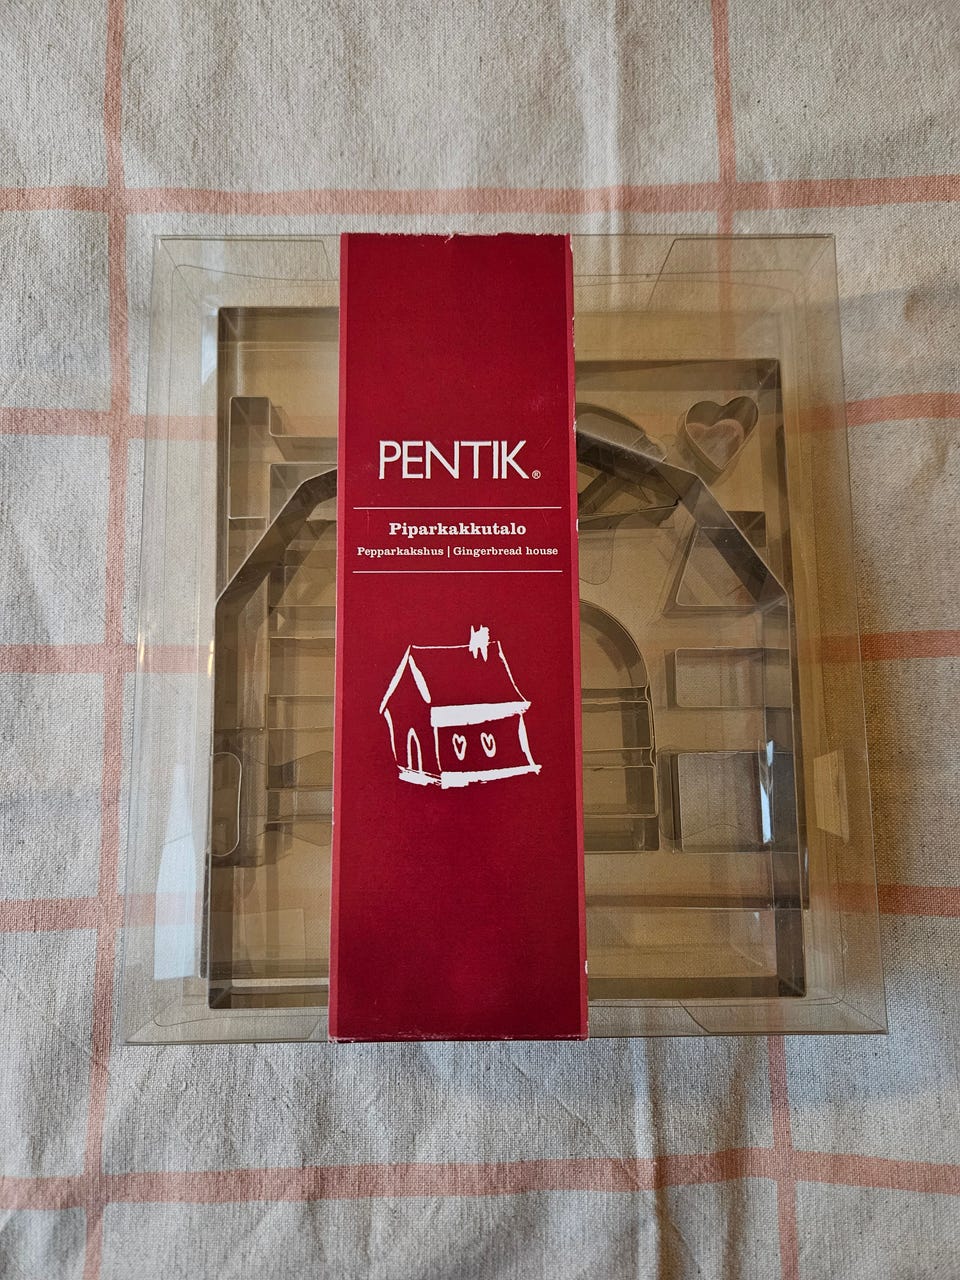 PENTIK®
Piparkakkutalo
Pepparkakshus | Gingerbread house